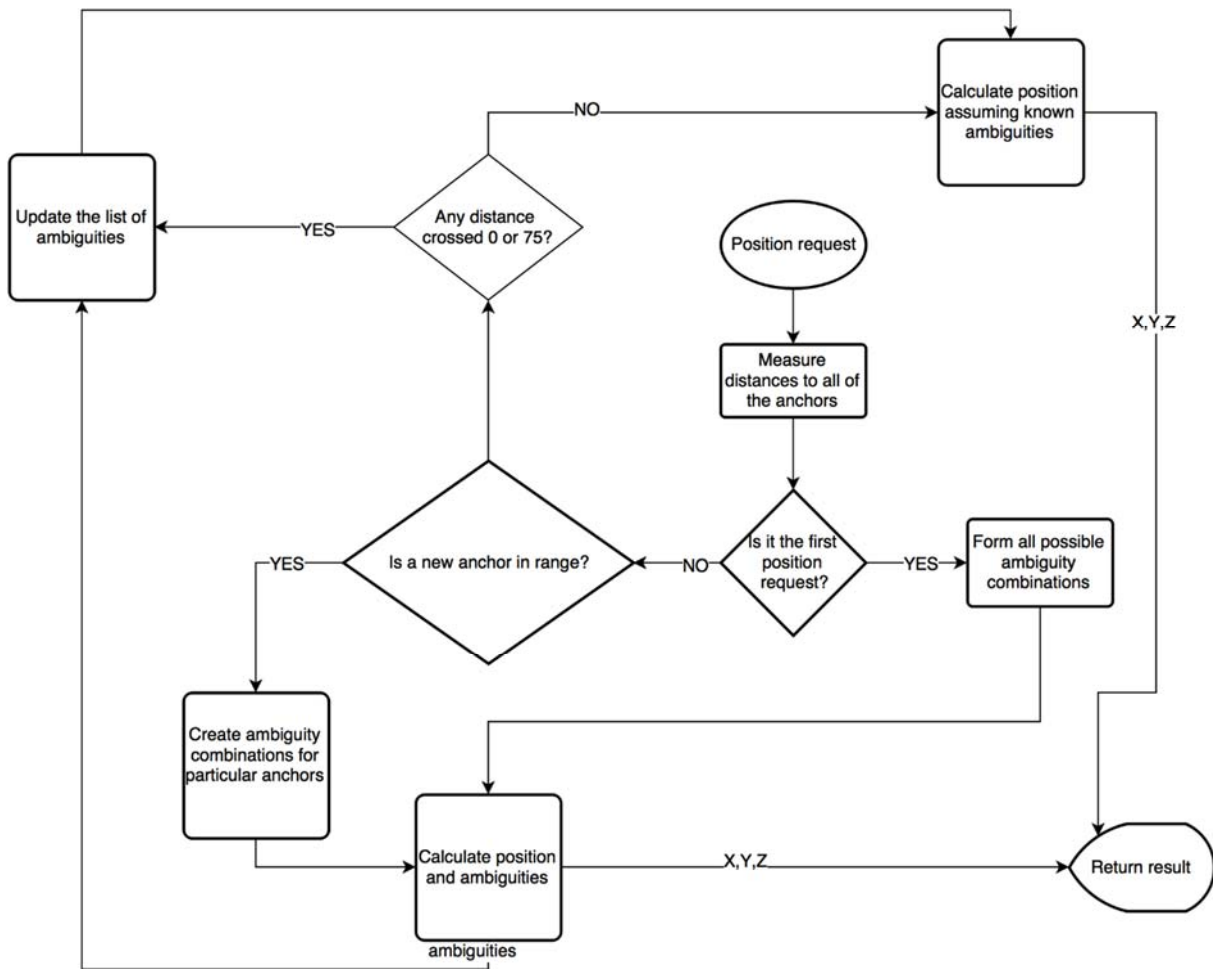 Calculate position
assuming known
ambiguities
NO
Update the list of
ambiguities
YES
Any distance
crossed 0 or 75?
Position request
X,Y,Z
Measure
distances to all of
the anchors
YES
Is a new anchor in range?
NO
Is it the first
position
request?
YES
Form all possible
ambiguity
combinations
Create ambiguity
combinations for
particular anchors
Calculate position
and ambiguities
X,Y,Z
Return result
ambiguities